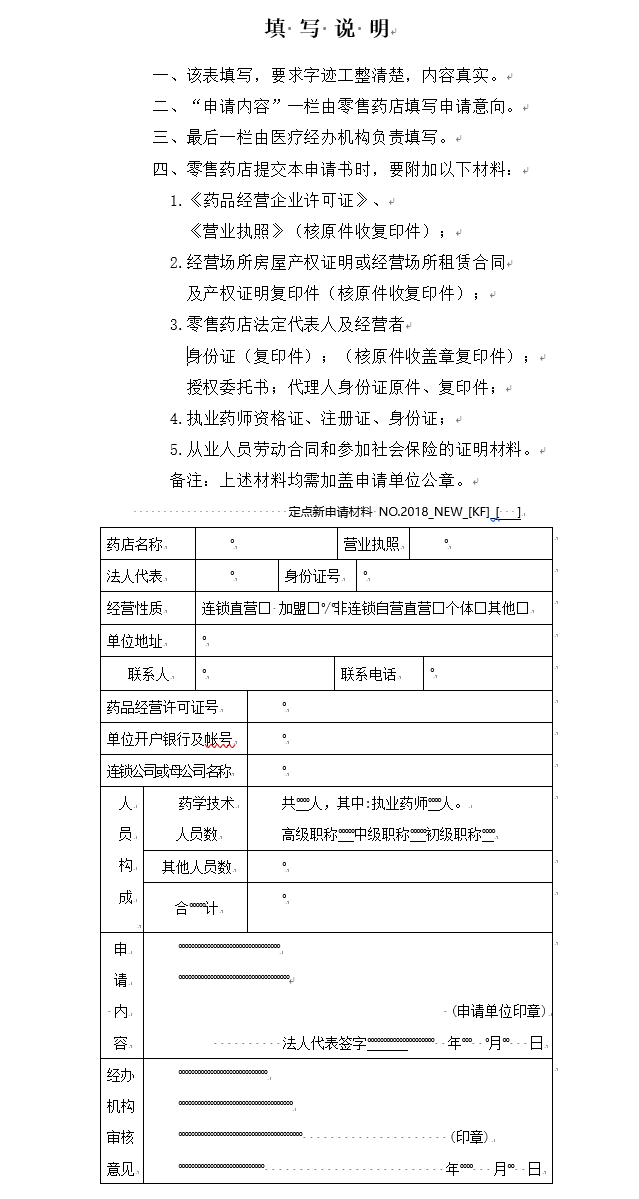 填 写 说 明
一、该表填写，要求字迹工整清楚，内容真实。
二、“申请内容”一栏由零售药店填写申请意向。
三、最后一栏由医疗经办机构负责填写。
四、零售药店提交本申请书时，要附加以下材料：
1.《药品经营企业许可证》、
《营业执照》（核原件收复印件）；
2.经营场所房屋产权证明或经营场所租赁合同
及产权证明复印件（核原件收复印件）；
3.零售药店法定代表人及经营者
身份证（复印件）；（核原件收盖章复印件）；
授权委托书；代理人身份证原件、复印件；
4.执业药师资格证、注册证、身份证；
5.从业人员劳动合同和参加社会保险的证明材料。
备注：上述材料均需加盖申请单位公章。
定点新申请材料 NO.2018_NEW_[KF]_[ ]
药店名称 营业执照
法人代表 身份证号
经营性质 连锁直营□ 加盟□ / 非连锁自营直营□个体□其他□
单位地址
联系人 联系电话
药品经营许可证号
单位开户银行及帐号
连锁公司或母公司名称
人员构成 药学技术人员数 共 人，其中:执业药师 人。
高级职称 中级职称 初级职称
其他人员数
合 计
申请内容
(申请单位印章)
法人代表签字 年 月 日
经办机构审核意见
(印章)
年 月 日